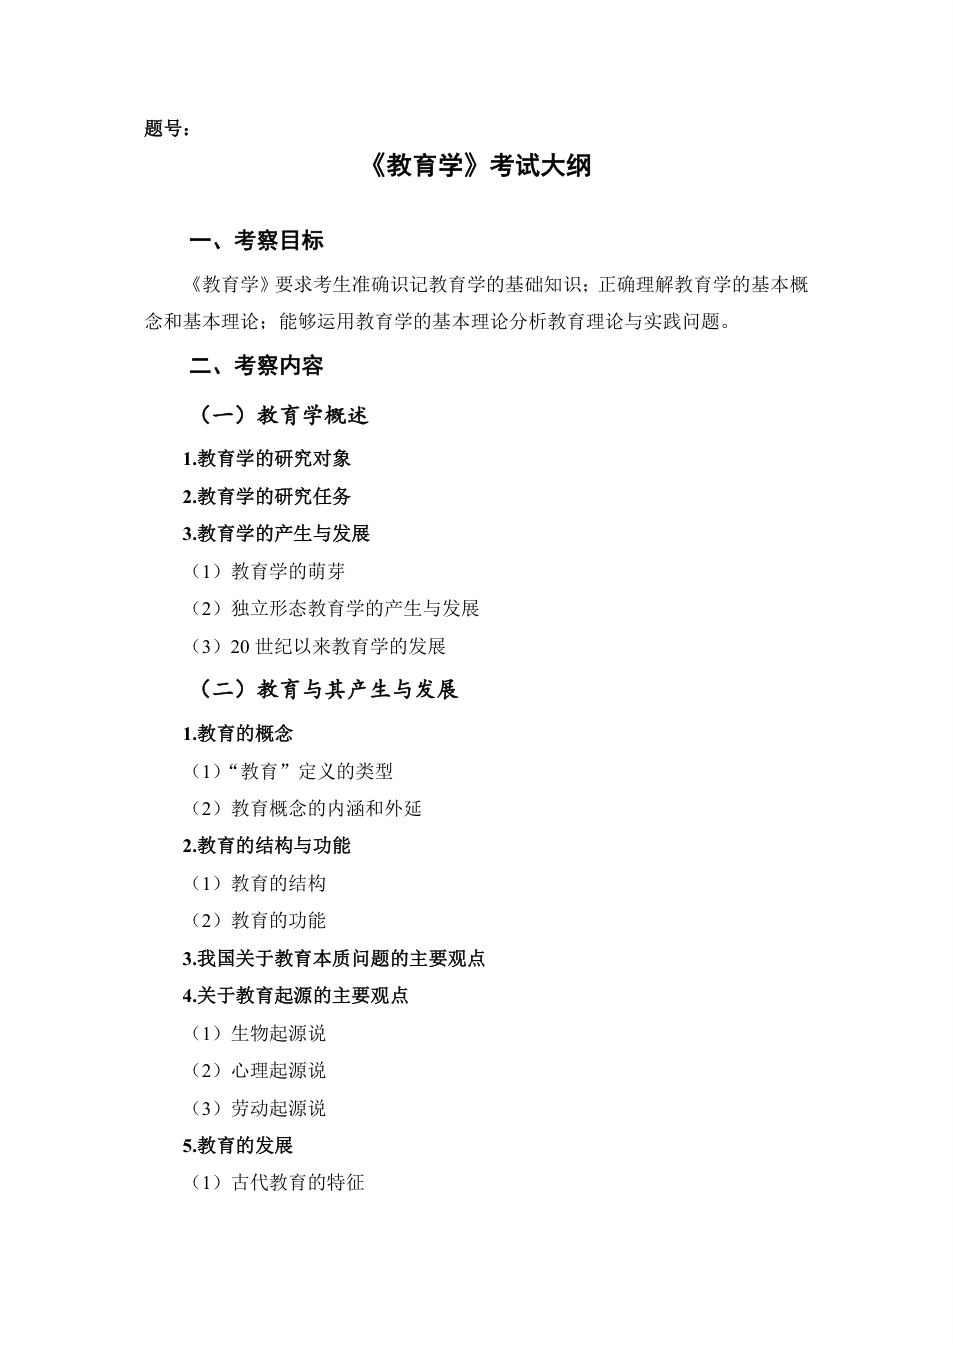 题号：
《教育学》考试大纲
一、考察目标
《教育学》要求考生准确识记教育学的基础知识；正确理解教育学的基本概
念和基本理论；能够运用教育学的基本理论分析教育理论与实践问题。
二、考察内容
（一）教育学概述
1.教育学的研究对象
2.教育学的研究任务
3.教育学的产生与发展
（1）教育学的萌芽
（2）独立形态教育学的产生与发展
（3）20 世纪以来教育学的发展
（二）教育与其产生与发展
1.教育的概念
（1）“教育”定义的类型
（2）教育概念的内涵和外延
2.教育的结构与功能
（1）教育的结构
（2）教育的功能
3.我国关于教育本质问题的主要观点
4.关于教育起源的主要观点
（1）生物起源说
（2）心理起源说
（3）劳动起源说
5.教育的发展
（1）古代教育的特征